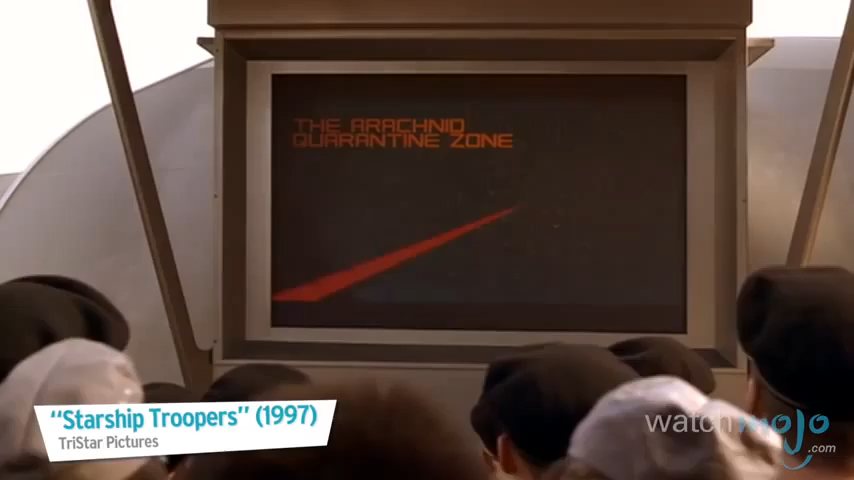 THE ARACHNID
QUARANTINE ZONE
“Starship Troopers” (1997)
TriStar Pictures
watchmojo
.com